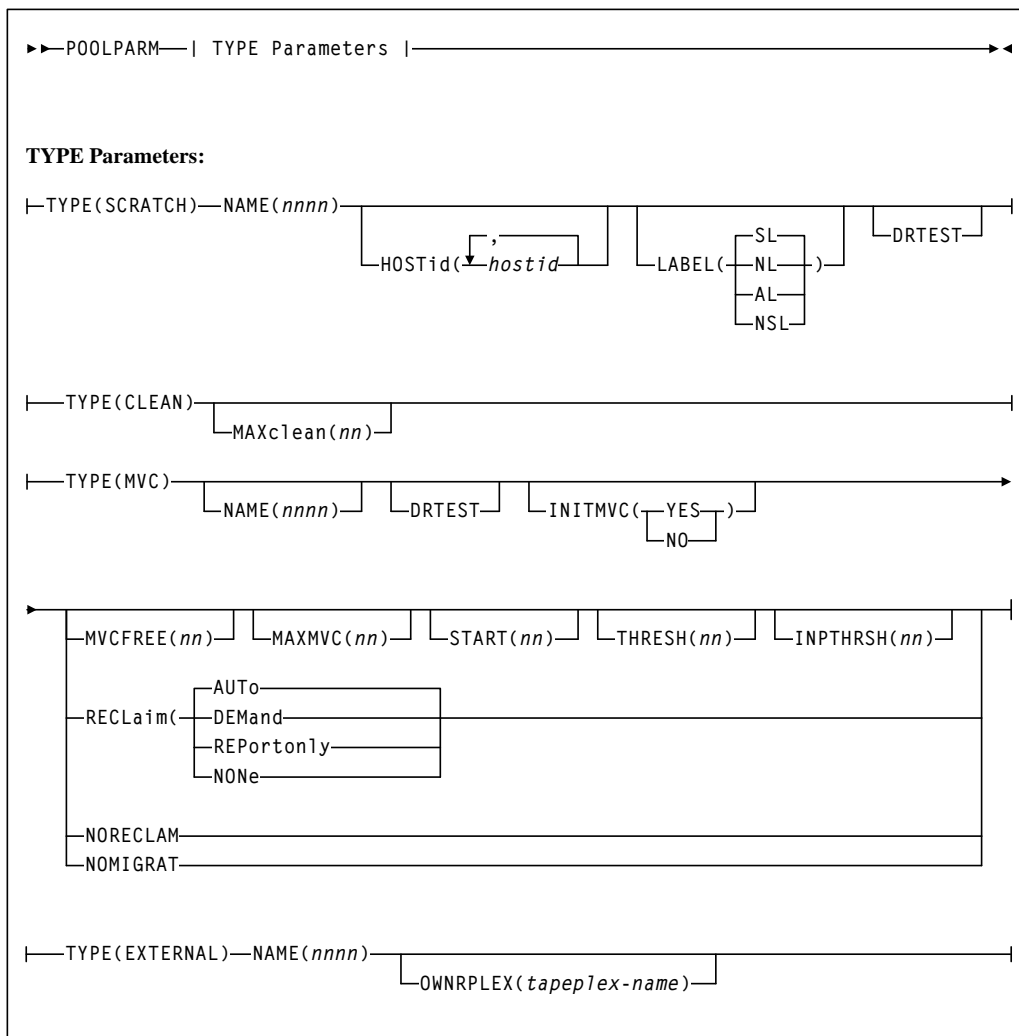 POOLPARM | TYPE Parameters |
TYPE Parameters:
TYPE(SCRATCH) NAME(nnnn)
HOSTid( , hostid
LABEL( SL
NL )
AL
NSL
DRTEST
TYPE(CLEAN)
MAXclean(nn)
TYPE(MVC)
NAME(nnnn)
DRTEST
INITMVC( YES )
NO
MVCFREE(nn) MAXMVC(nn) START(nn) THRESH(nn) INPTHRSH(nn)
AUTo
RECLaim( DEMand
REPortonly
NONe
NORECLAM
NOMIGRAT
TYPE(EXTERNAL) NAME(nnnn)
OWNRPLEX(tapeplex-name)